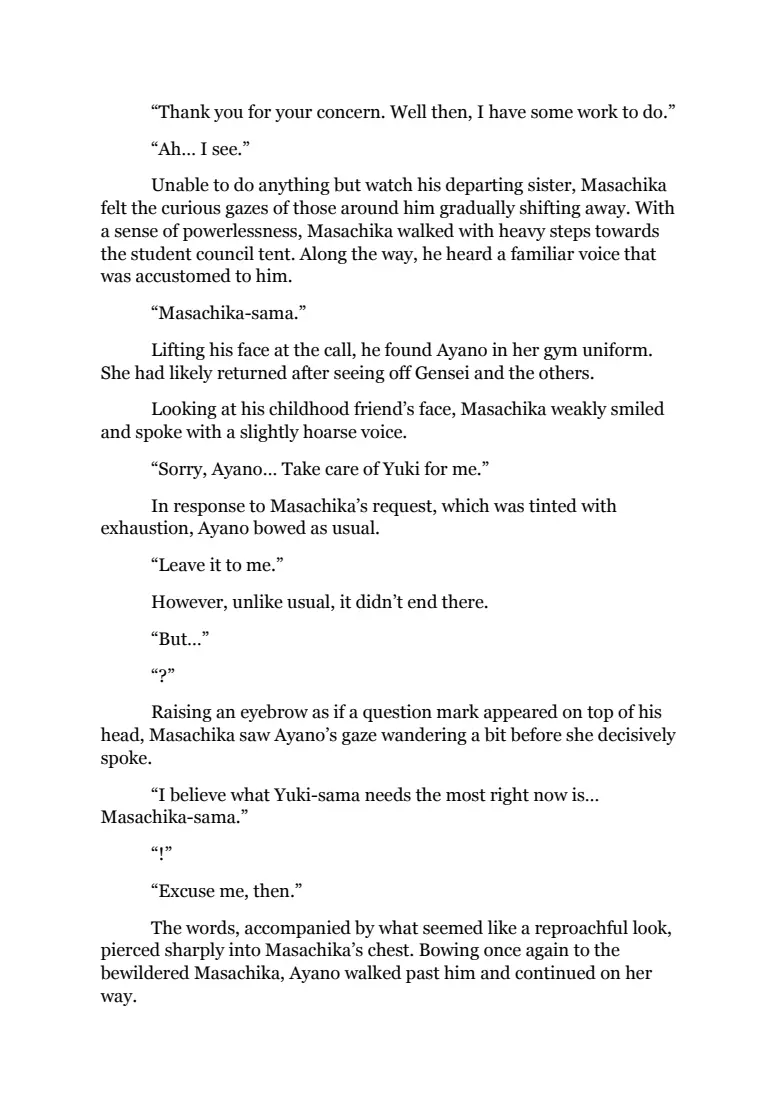 “Thank you for your concern. Well then, I have some work to do.”
“Ah… I see.”
Unable to do anything but watch his departing sister, Masachika
felt the curious gazes of those around him gradually shifting away. With
a sense of powerlessness, Masachika walked with heavy steps towards
the student council tent. Along the way, he heard a familiar voice that
was accustomed to him.
“Masachika-sama.”
Lifting his face at the call, he found Ayano in her gym uniform.
She had likely returned after seeing off Gensei and the others.
Looking at his childhood friend’s face, Masachika weakly smiled
and spoke with a slightly hoarse voice.
“Sorry, Ayano… Take care of Yuki for me.”
In response to Masachika’s request, which was tinted with
exhaustion, Ayano bowed as usual.
“Leave it to me.”
However, unlike usual, it didn’t end there.
“But…”
“?”
Raising an eyebrow as if a question mark appeared on top of his
head, Masachika saw Ayano’s gaze wandering a bit before she decisively
spoke.
“I believe what Yuki-sama needs the most right now is…
Masachika-sama.”
“!”
“Excuse me, then.”
The words, accompanied by what seemed like a reproachful look,
pierced sharply into Masachika’s chest. Bowing once again to the
bewildered Masachika, Ayano walked past him and continued on her
way.